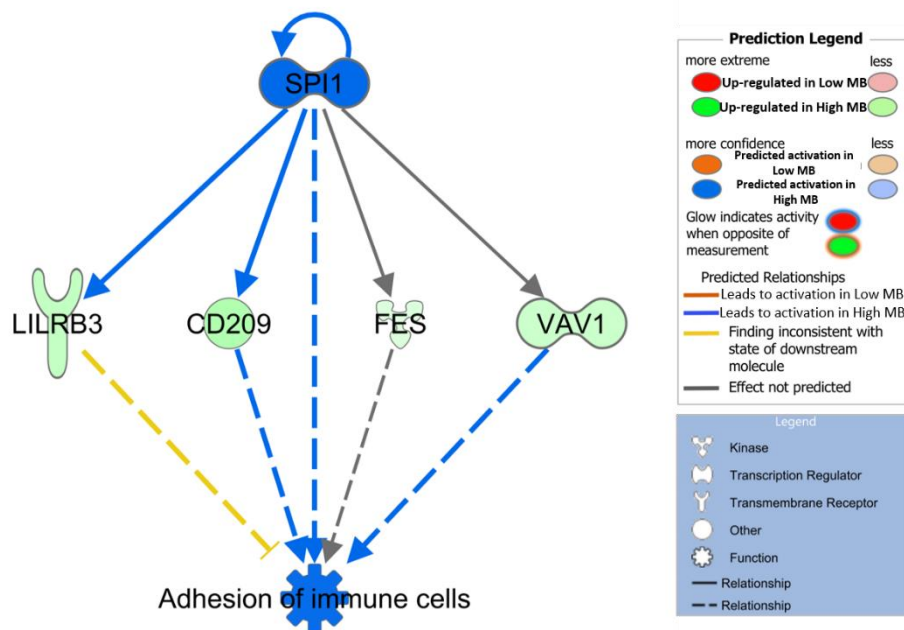 SPI1
LILRB3
CD209
FES
VAV1
Adhesion of immune cells
Prediction Legend
more extreme less
Up-regulated in Low MB
Up-regulated in High MB
more confidence less
Predicted activation in
Low MB
Predicted activation in
High MB
Glow indicates activity
when opposite of
measurement
Predicted Relationships
Leads to activation in Low MB
Leads to activation in High MB
Finding inconsistent with
state of downstream
molecule
Effect not predicted
Legend
Kinase
Transcription Regulator
Transmembrane Receptor
Other
Function
Relationship
Relationship